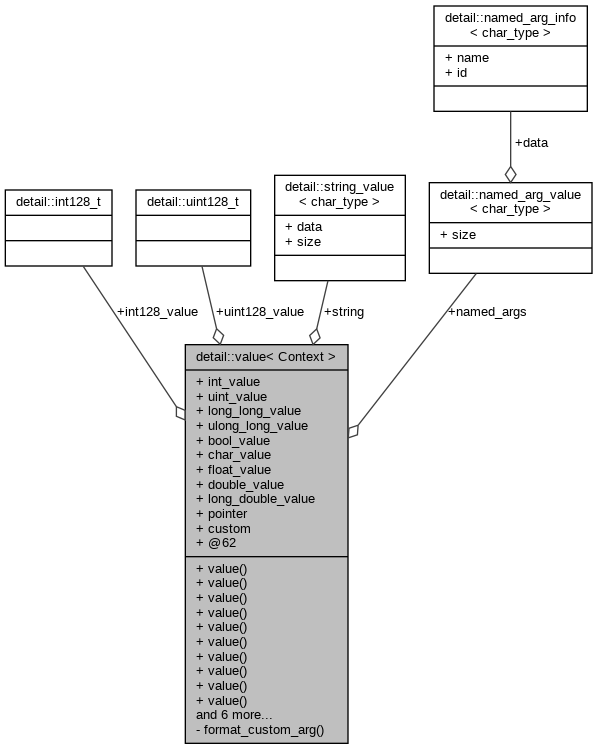 detail::named_arg_info
< char_type >
+ name
+ id
+data
detail::int128_t
detail::uint128_t
detail::string_value
< char_type >
+ data
+ size
detail::named_arg_value
< char_type >
+ size
+int128_value
+uint128_value
+string
+named_args
detail::value< Context >
+ int_value
+ uint_value
+ long_long_value
+ ulong_long_value
+ bool_value
+ char_value
+ float_value
+ double_value
+ long_double_value
+ pointer
+ custom
+ @62
+ value()
+ value()
+ value()
+ value()
+ value()
+ value()
+ value()
+ value()
+ value()
+ value()
and 6 more...
- format_custom_arg()